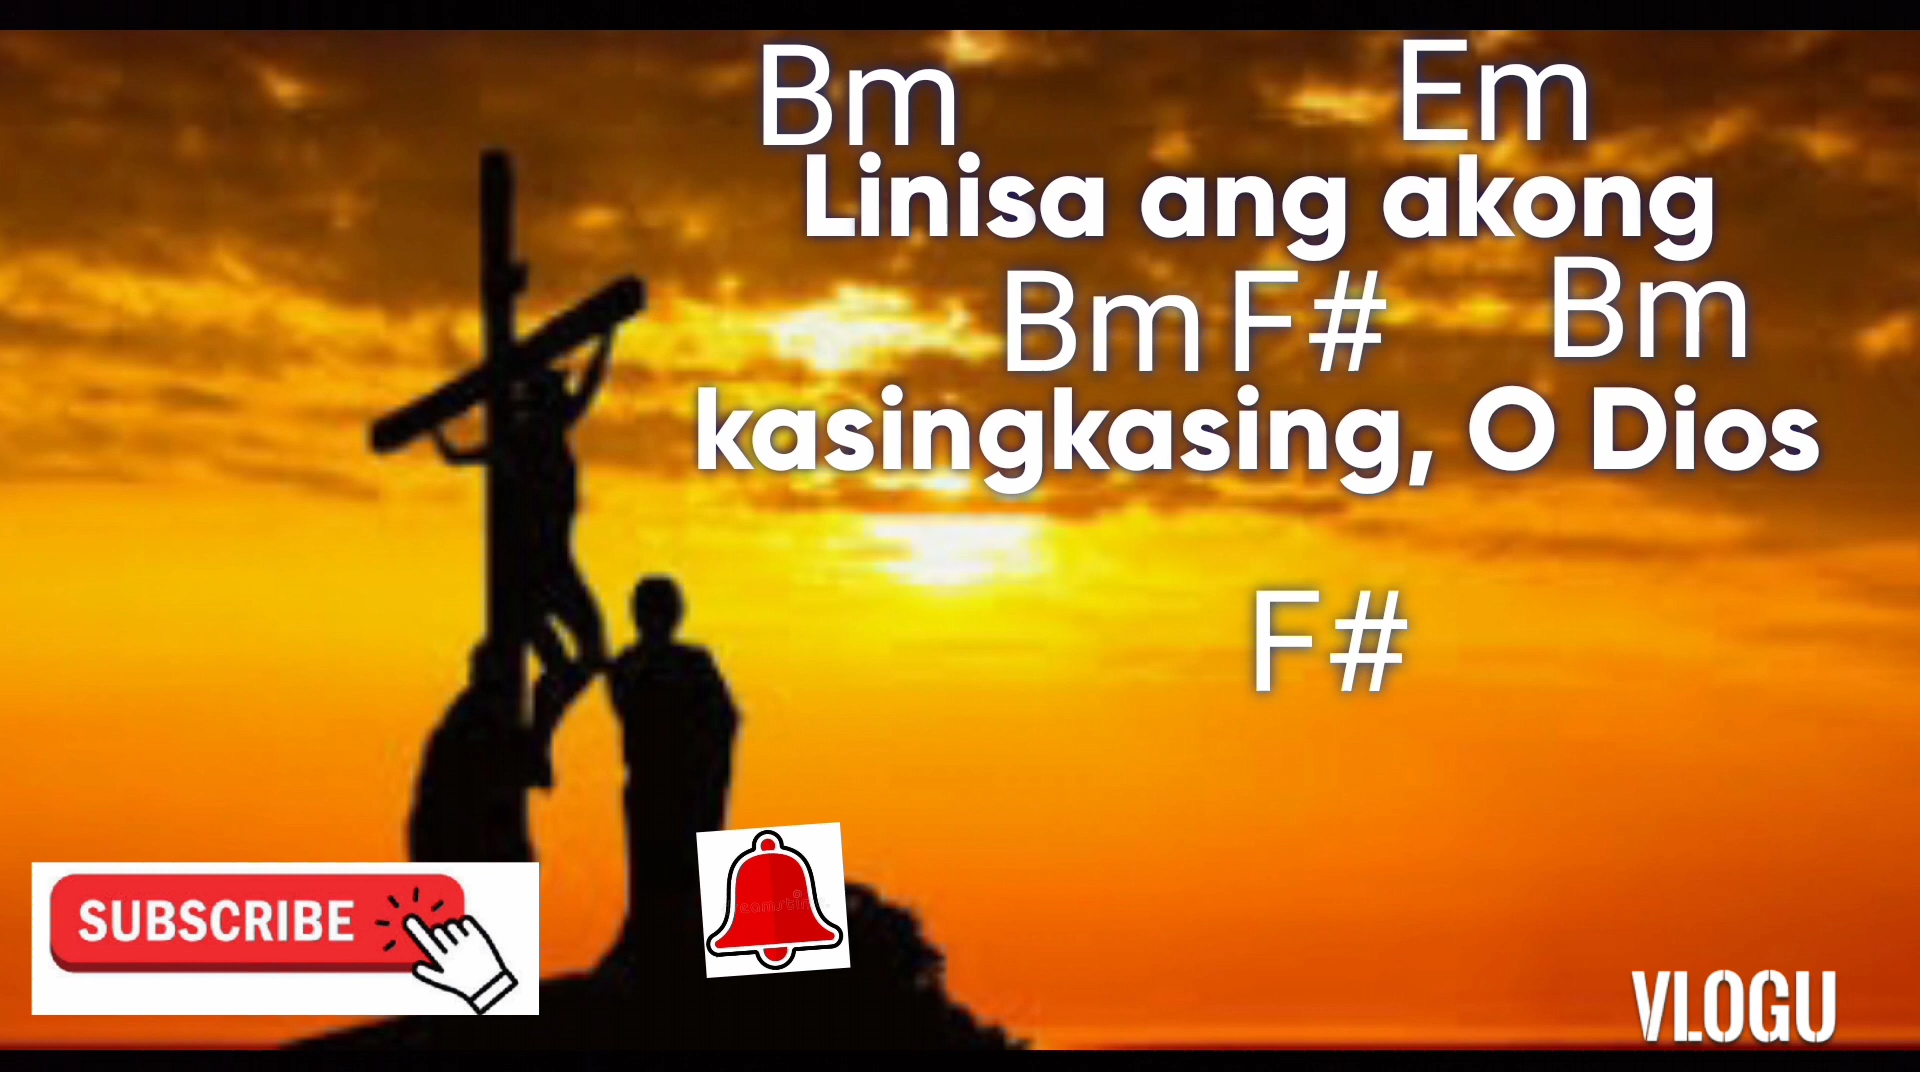 Bm Em
Linisa ang akong
Bm F# Bm
kasingkasing, O Dios
F#
SUBSCRIBE
VLOGU